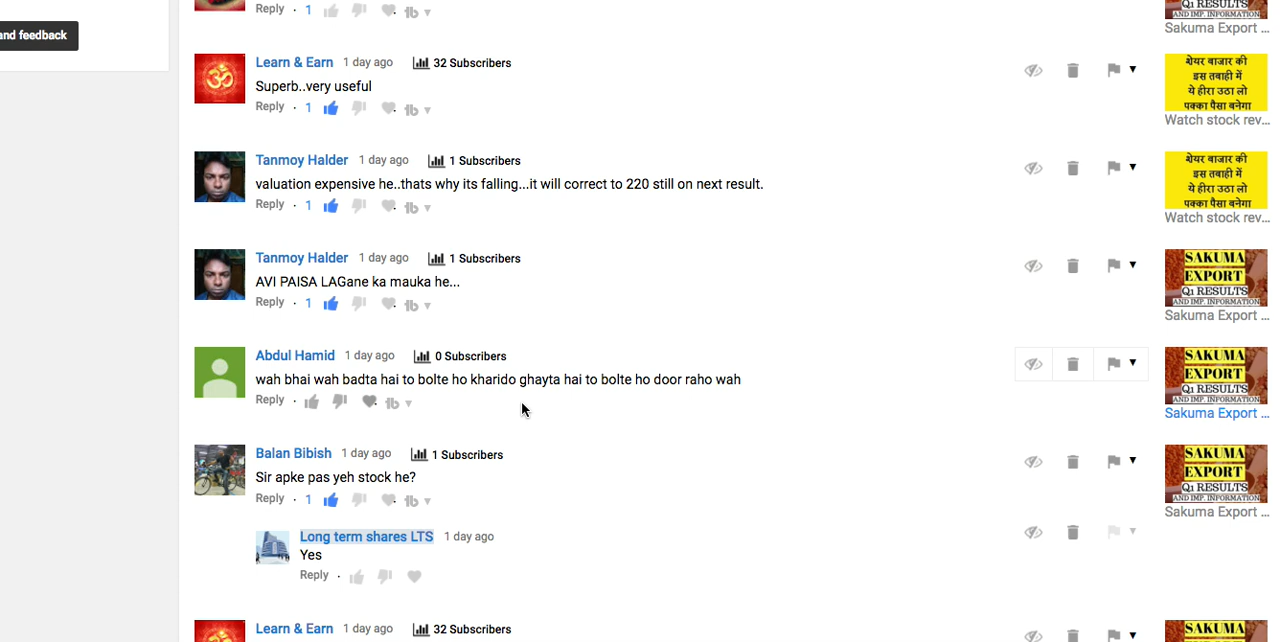 Reply · 1
Q1 RESULTS
AND IMP. INFORMATION
Sakuma Export ...
and feedback
Learn & Earn 1 day ago 32 Subscribers
Superb..very useful
Reply · 1
शेयर बाजार की
इस तबाही में
ये हीरा उठा लो
पक्का पैसा बनेगा
Watch stock rev...
Tanmoy Halder 1 day ago 1 Subscribers
valuation expensive he..thats why its falling...it will correct to 220 still on next result.
Reply · 1
शेयर बाजार की
इस तबाही में
ये हीरा उठा लो
पक्का पैसा बनेगा
Watch stock rev...
Tanmoy Halder 1 day ago 1 Subscribers
AVI PAISA LAGane ka mauka he...
Reply · 1
SAKUMA
EXPORT
Q1 RESULTS
AND IMP. INFORMATION
Sakuma Export ...
Abdul Hamid 1 day ago 0 Subscribers
wah bhai wah badta hai to bolte ho kharido ghayta hai to bolte ho door raho wah
Reply ·
SAKUMA
EXPORT
Q1 RESULTS
AND IMP. INFORMATION
Sakuma Export ...
Balan Bibish 1 day ago 1 Subscribers
Sir apke pas yeh stock he?
Reply · 1
SAKUMA
EXPORT
Q1 RESULTS
AND IMP. INFORMATION
Sakuma Export ...
Long term shares LTS 1 day ago
Yes
Reply ·
Learn & Earn 1 day ago 32 Subscribers
SAKUMA